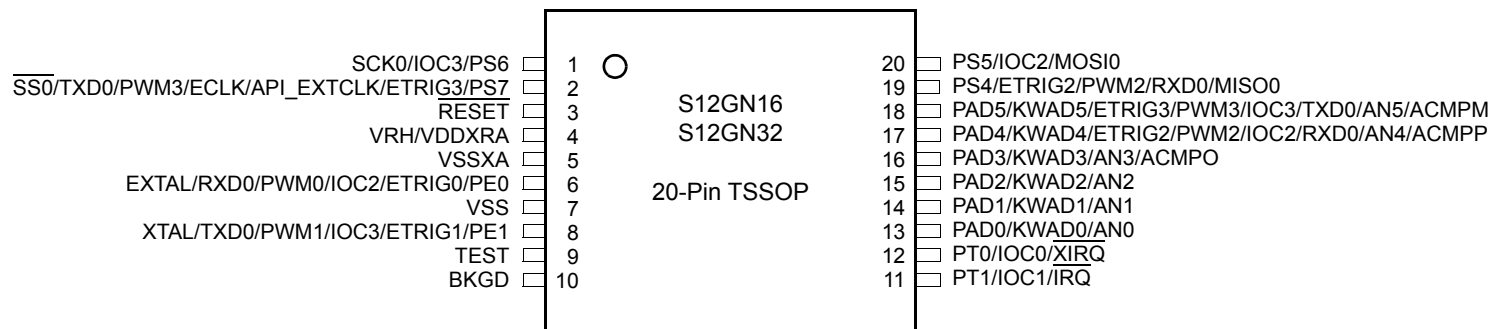 SCK0/IOC3/PS6 1 20 PS5/IOC2/MOSI0
SS0/TXD0/PWM3/ECLK/API_EXTCLK/ETRIG3/PS7 2 19 PS4/ETRIG2/PWM2/RXD0/MISO0
RESET 3 S12GN16 18 PAD5/KWAD5/ETRIG3/PWM3/IOC3/TXD0/AN5/ACMPM
VRH/VDDXRA 4 S12GN32 17 PAD4/KWAD4/ETRIG2/PWM2/IOC2/RXD0/AN4/ACMPP
VSSXA 5 16 PAD3/KWAD3/AN3/ACMPO
EXTAL/RXD0/PWM0/IOC2/ETRIG0/PE0 6 20-Pin TSSOP 15 PAD2/KWAD2/AN2
VSS 7 14 PAD1/KWAD1/AN1
XTAL/TXD0/PWM1/IOC3/ETRIG1/PE1 8 13 PAD0/KWAD0/AN0
TEST 9 12 PT0/IOC0/XIRQ
BKGD 10 11 PT1/IOC1/IRQ